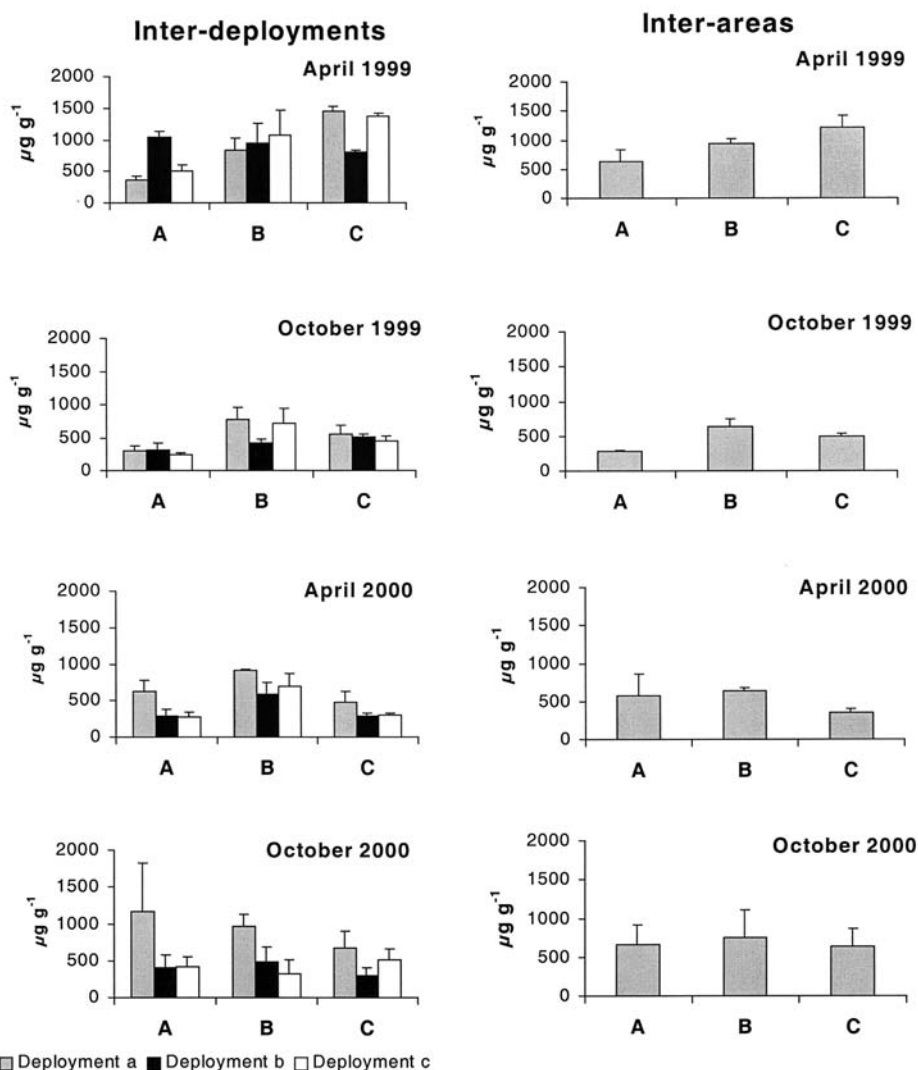 Inter-deployments
Inter-areas
April 1999
2000
1500
1000
500
0
µg g-1
A B C
April 1999
2000
1500
1000
500
0
µg g-1
A B C
October 1999
2000
1500
1000
500
0
µg g-1
A B C
October 1999
2000
1500
1000
500
0
µg g-1
A B C
April 2000
2000
1500
1000
500
0
µg g-1
A B C
April 2000
2000
1500
1000
500
0
µg g-1
A B C
October 2000
2000
1500
1000
500
0
µg g-1
A B C
October 2000
2000
1500
1000
500
0
µg g-1
A B C
Deployment a Deployment b Deployment c